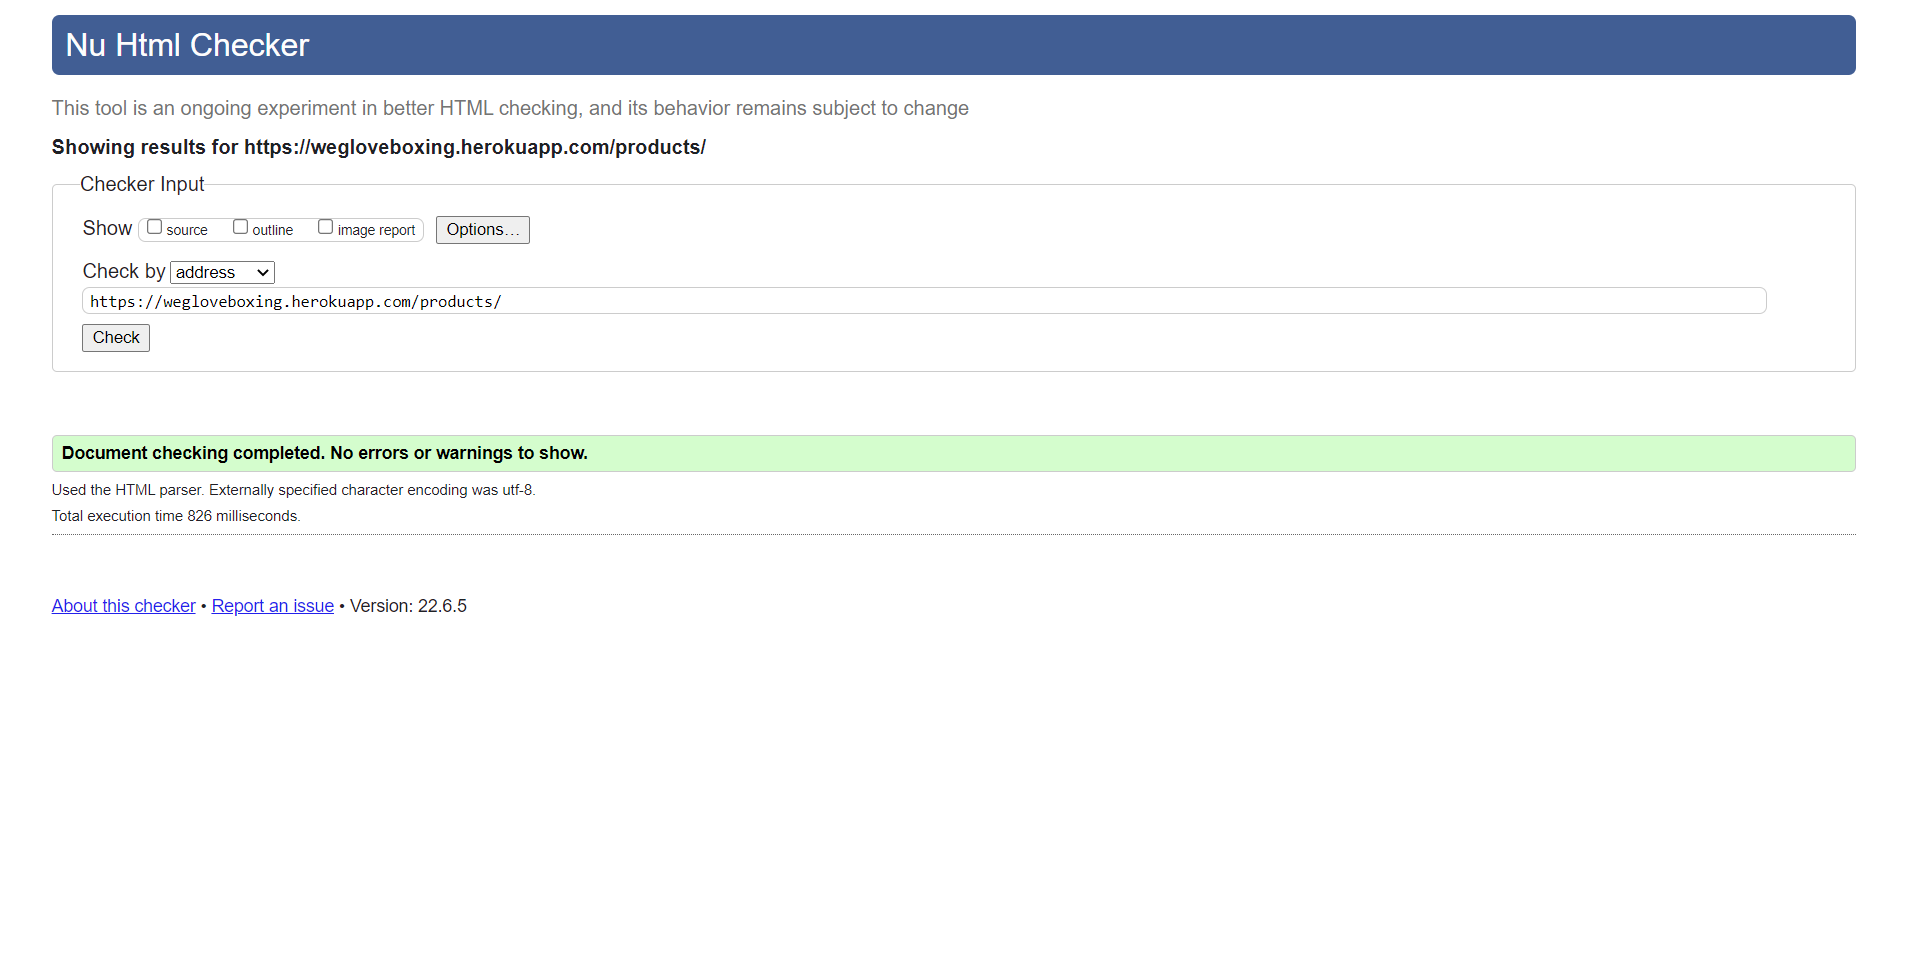 Nu Html Checker
This tool is an ongoing experiment in better HTML checking, and its behavior remains subject to change
Showing results for https://wegloveboxing.herokuapp.com/products/
Checker Input
Show source outline image report Options...
Check by address
https://wegloveboxing.herokuapp.com/products/
Check
Document checking completed. No errors or warnings to show.
Used the HTML parser. Externally specified character encoding was utf-8.
Total execution time 826 milliseconds.
About this checker • Report an issue • Version: 22.6.5